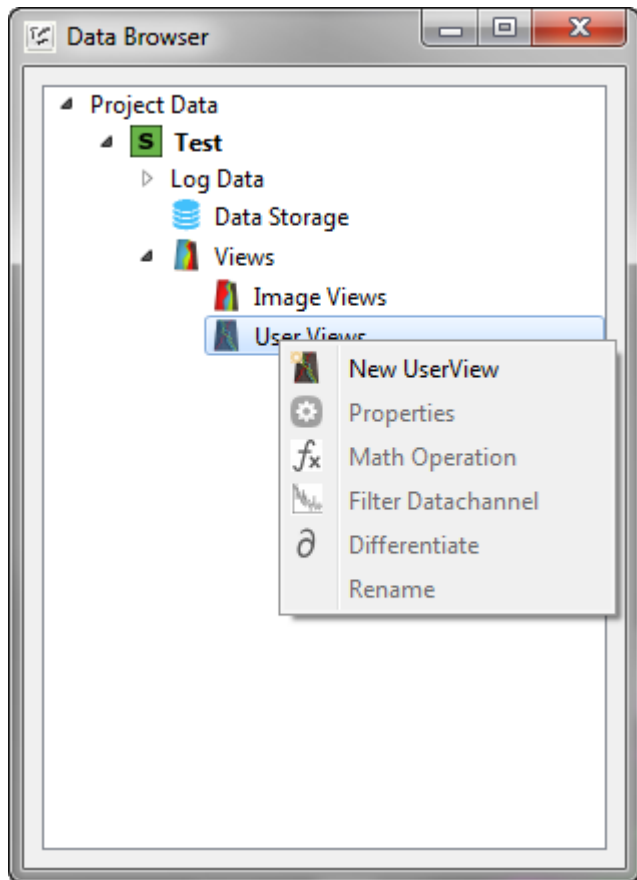 Data Browser
Project Data
S Test
Log Data
Data Storage
Views
Image Views
User Views
New UserView
Properties
fx Math Operation
Filter Datachannel
∂ Differentiate
Rename